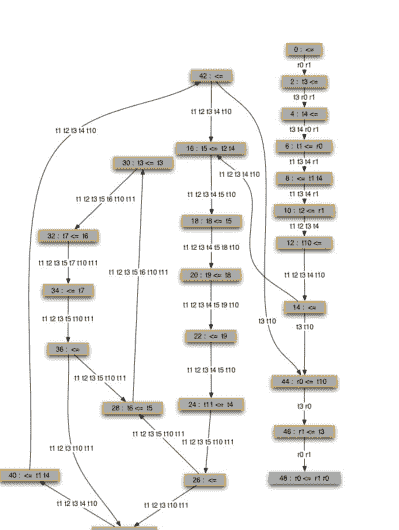 0 : <=
r0 r1
2 : t3 <=
t3 r0 r1
4 : t4 <=
t3 t4 r0 r1
6 : t1 <= r0
t1 t3 t4 r1
8 : <= t1 t4
t1 t3 t4 r1
10 : t2 <= r1
t1 t2 t3 t4
12 : t10 <=
t1 t2 t3 t4 t10
14 : <=
t3 t10
44 : r0 <= t10
t3 r0
46 : r1 <= t3
r0 r1
48 : r0 <= r1 r0
42 : <=
t1 t2 t3 t4 t10
16 : t5 <= t2 t4
t1 t2 t3 t4 t10
t1 t2 t3 t4 t5 t10
18 : t8 <= t5
t1 t2 t3 t4 t5 t8 t10
20 : t9 <= t8
t1 t2 t3 t4 t5 t9 t10
22 : <= t9
t1 t2 t3 t4 t5 t10
24 : t11 <= t4
t1 t2 t3 t5 t10 t11
26 : <=
t1 t2 t3 t5 t10 t11
t1 t2 t3 t10 t11
28 : t6 <= t5
t1 t2 t3 t5 t6 t10 t11
30 : t3 <= t3
t1 t2 t3 t5 t6 t10 t11
32 : t7 <= t6
t1 t2 t3 t5 t7 t10 t11
34 : <= t7
t1 t2 t3 t5 t10 t11
36 : <=
t1 t2 t3 t5 t10 t11
t1 t2 t3 t10 t11
t1 t2 t3 t4 t10
40 : <= t1 t4
t1 t2 t3 t4 t10